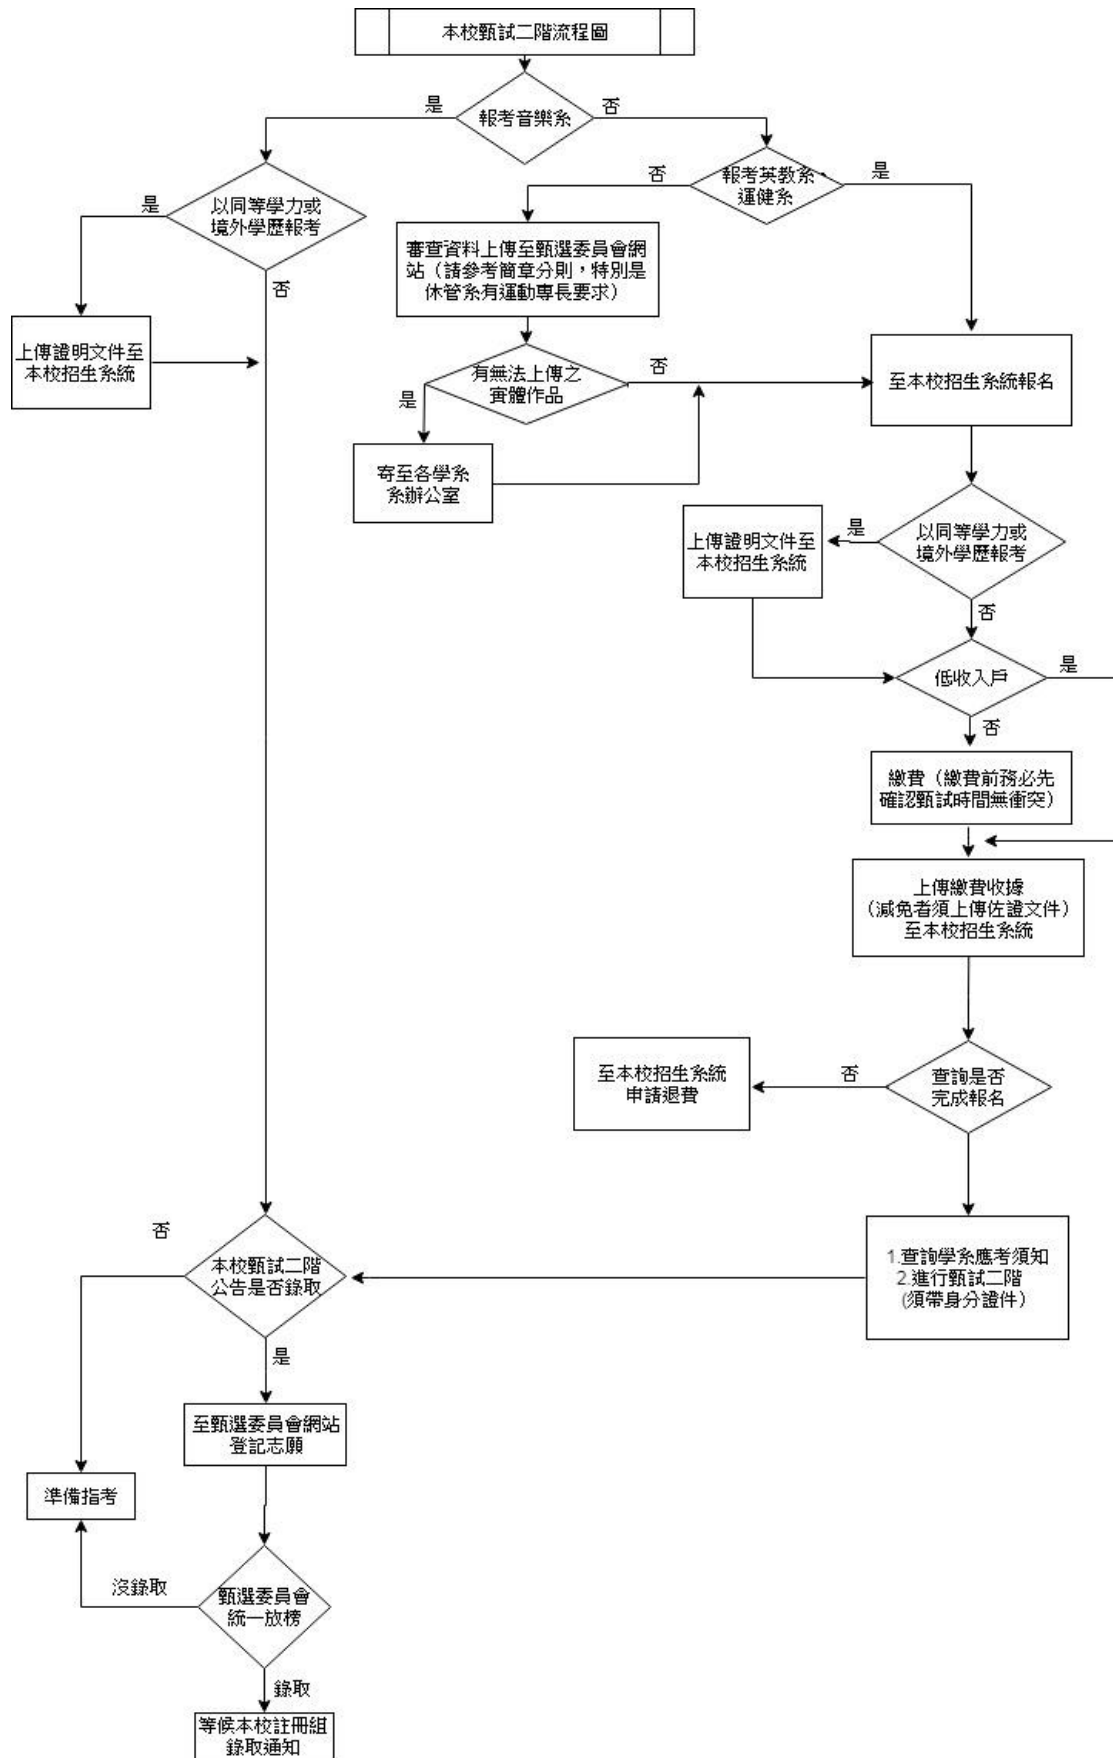 本校甄試二階流程圖
報考音樂系
是
否
以同等學力或
境外學歷報考
是
否
上傳證明文件至
本校招生系統
報考英教系、
運健系
否
是
審查資料上傳至甄選委員會網
站（請參考簡章分則，特別是
休管系有運動專長要求）
有無法上傳之
實體作品
否
是
寄至各學系
系辦公室
至本校招生系統報名
以同等學力或
境外學歷報考
是
否
上傳證明文件至
本校招生系統
低收入戶
是
否
繳費（繳費前務必先
確認甄試時間無衝突）
上傳繳費收據
（減免者須上傳佐證文件）
至本校招生系統
查詢是否
完成報名
否
至本校招生系統
申請退費
1.查詢學系應考須知
2.進行甄試二階
(須帶身分證件）
本校甄試二階
公告是否錄取
否
是
至甄選委員會網站
登記志願
準備指考
甄選委員會
統一放榜
沒錄取
錄取
等候本校註冊組
錄取通知